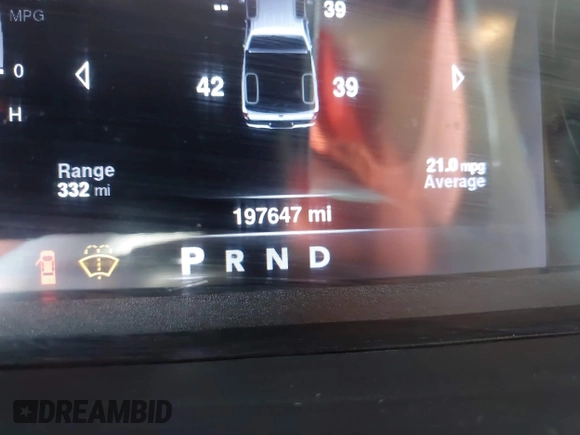 MPG
-- 39
0
42 39
H
Range
332 mi
21.0 mpg
Average
197647 mi
P R N D
DREAMBID